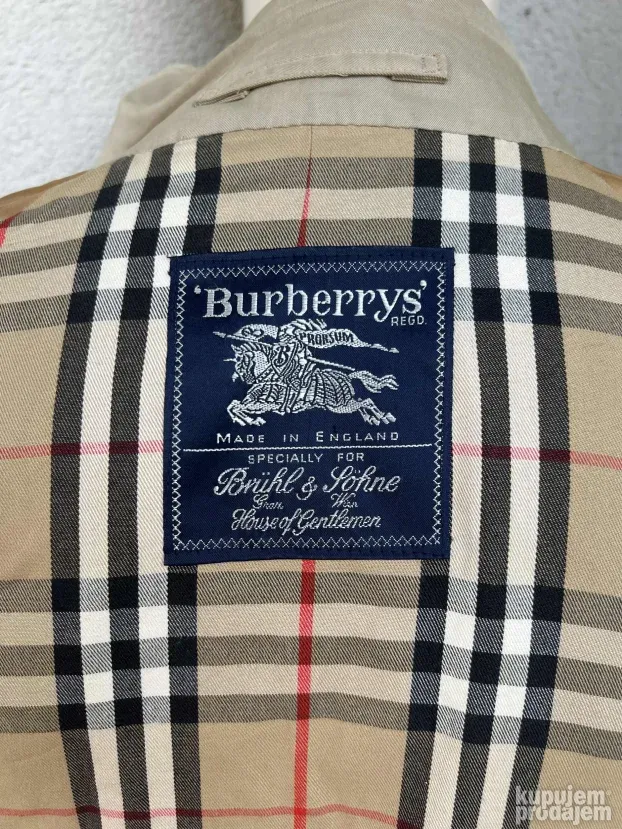 'Burberrys'
REGD.
PRORSUM
B
MADE IN ENGLAND
SPECIALLY FOR
Brühl & Söhne
Graz, Wien
House of Gentlemen
kupujem
prodajem